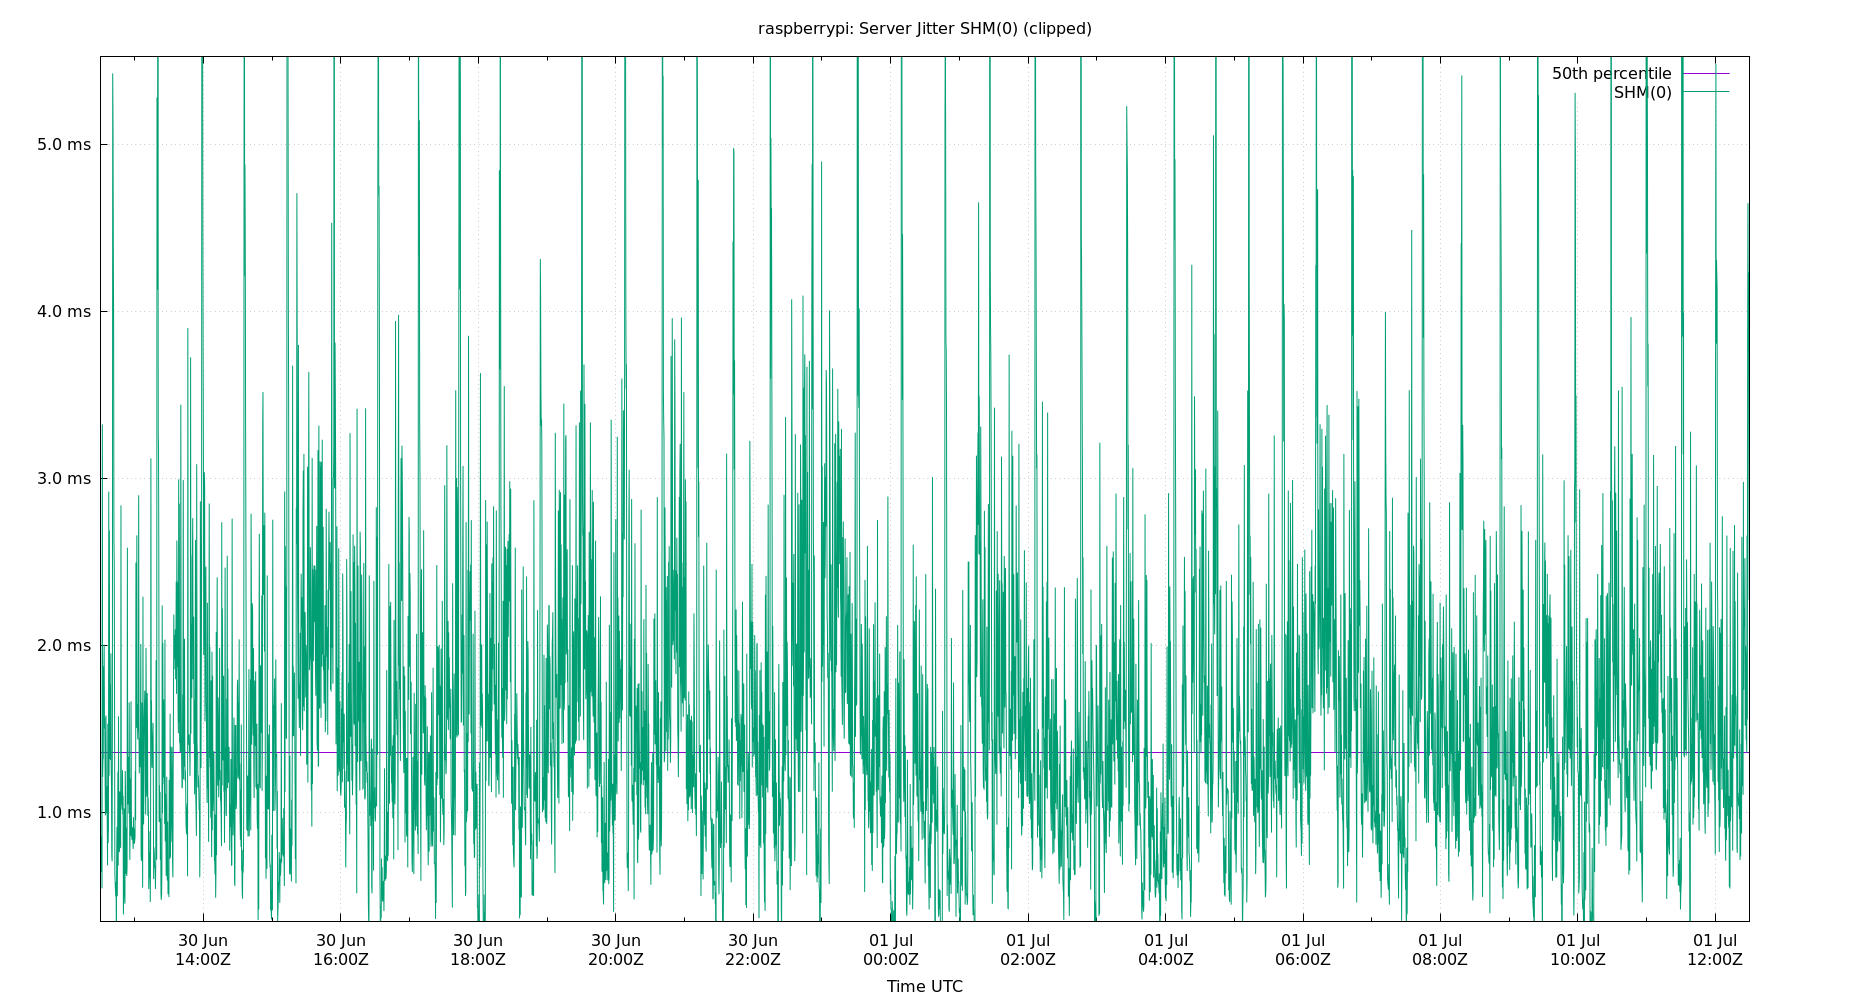 raspberrypi: Server Jitter SHM(0) (clipped)
50th percentile
SHM(0)
5.0 ms
4.0 ms
3.0 ms
2.0 ms
1.0 ms
30 Jun 30 Jun 30 Jun 30 Jun 30 Jun 01 Jul 01 Jul 01 Jul 01 Jul 01 Jul 01 Jul 01 Jul
14:00Z 16:00Z 18:00Z 20:00Z 22:00Z 00:00Z 02:00Z 04:00Z 06:00Z 08:00Z 10:00Z 12:00Z
Time UTC